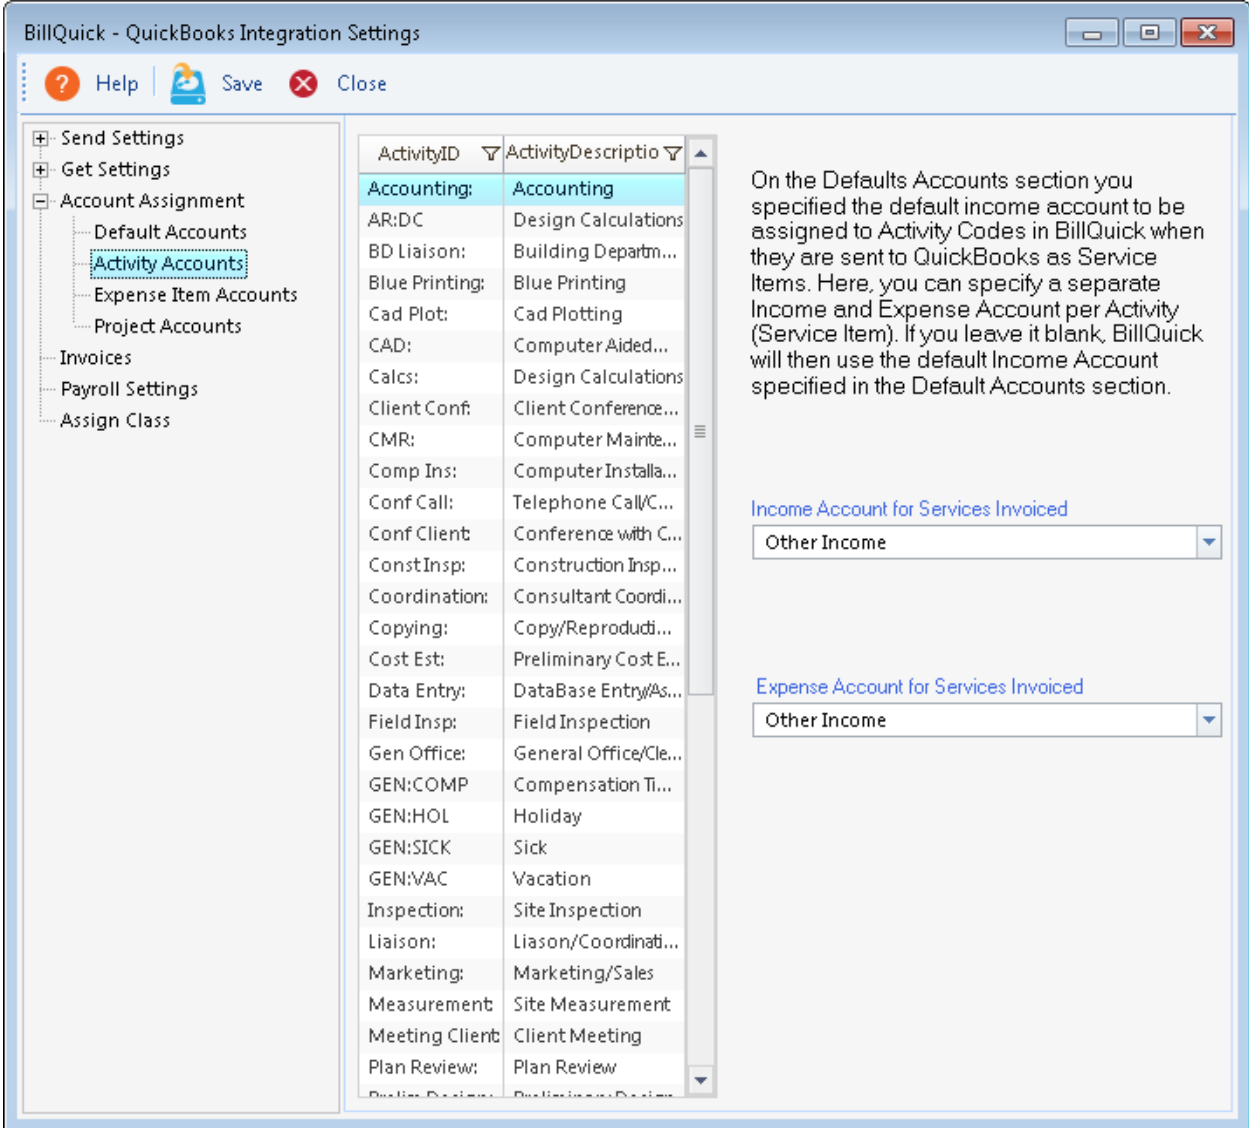 BillQuick - QuickBooks Integration Settings
? Help Save Close
Send Settings
Get Settings
Account Assignment
Default Accounts
Activity Accounts
Expense Item Accounts
Project Accounts
Invoices
Payroll Settings
Assign Class
ActivityID ActivityDescriptio
Accounting: Accounting
AR:DC Design Calculations
BD Liaison: Building Departm...
Blue Printing: Blue Printing
Cad Plot: Cad Plotting
CAD: Computer Aided...
Calcs: Design Calculations
Client Conf: Client Conference...
CMR: Computer Mainte...
Comp Ins: Computer Installa...
Conf Call: Telephone Call/C...
Conf Client: Conference with C...
Const Insp: Construction Insp...
Coordination: Consultant Coordi...
Copying: Copy/Reproducti...
Cost Est: Preliminary Cost E...
Data Entry: DataBase Entry/As...
Field Insp: Field Inspection
Gen Office: General Office/Cle...
GEN:COMP Compensation Ti...
GEN:HOL Holiday
GEN:SICK Sick
GEN:VAC Vacation
Inspection: Site Inspection
Liaison: Liason/Coordinati...
Marketing: Marketing/Sales
Measurement: Site Measurement
Meeting Client: Client Meeting
Plan Review: Plan Review
Prelim Design: Preliminary Design
On the Defaults Accounts section you
specified the default income account to be
assigned to Activity Codes in BillQuick when
they are sent to QuickBooks as Service
Items. Here, you can specify a separate
Income and Expense Account per Activity
(Service Item). If you leave it blank, BillQuick
will then use the default Income Account
specified in the Default Accounts section.
Income Account for Services Invoiced
Other Income
Expense Account for Services Invoiced
Other Income